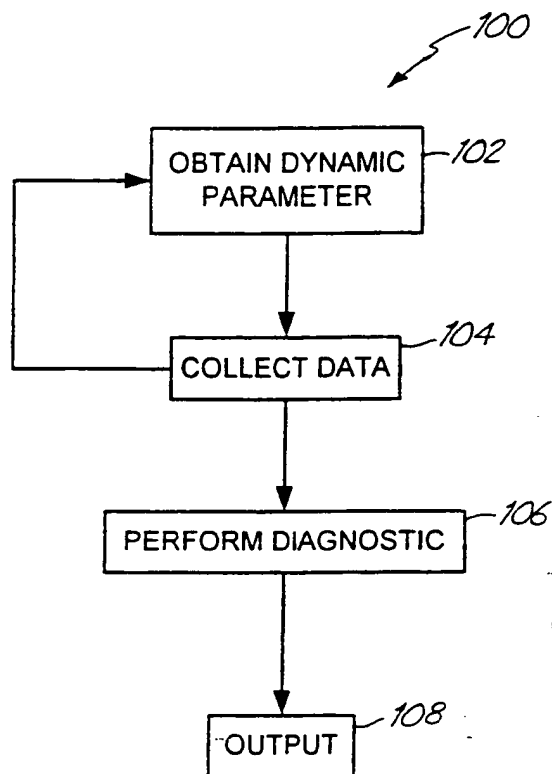 100
OBTAIN DYNAMIC
PARAMETER
102
COLLECT DATA
104
PERFORM DIAGNOSTIC
106
OUTPUT
108